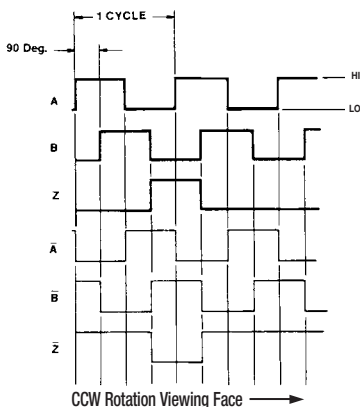 1 CYCLE
90 Deg.
HI
A
LO
B
Z
A̅
B̅
Z̅
CCW Rotation Viewing Face